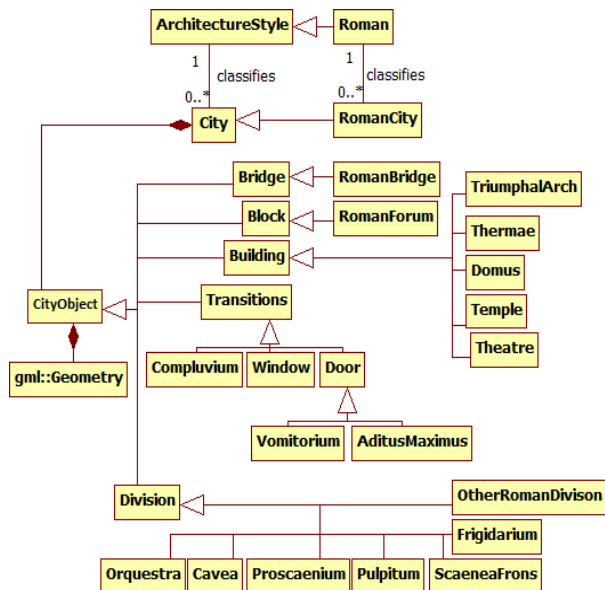 ArchitectureStyle
Roman
1
classifies
0..*
1
classifies
0..*
City
RomanCity
Bridge
RomanBridge
TriumphalArch
Block
RomanForum
Thermae
Building
Domus
CityObject
Transitions
Temple
Theatre
gml::Geometry
Compluvium
Window
Door
Vomitorium
AditusMaximus
Division
OtherRomanDivison
Frigidarium
Orquestra
Cavea
Proscaenium
Pulpitum
ScaeneaFrons